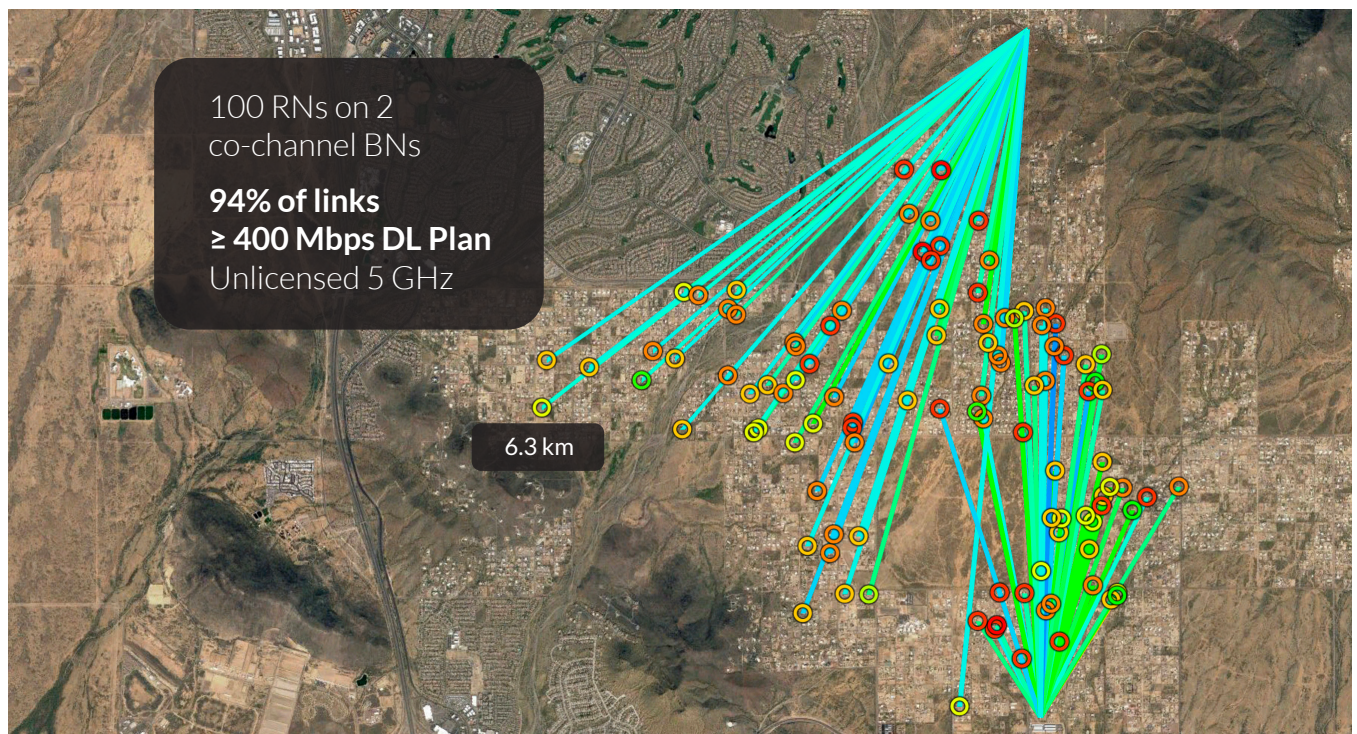 100 RNs on 2
co-channel BNs
94% of links
≥ 400 Mbps DL Plan
Unlicensed 5 GHz
6.3 km